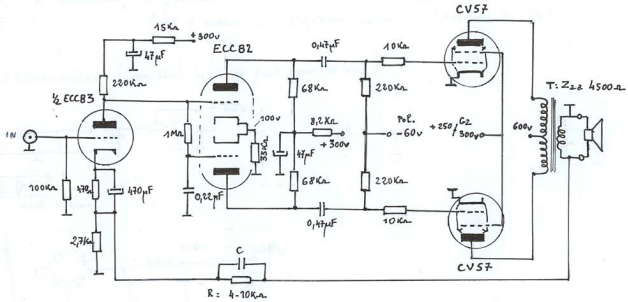 CV57
15KΩ
+300v
47µF
ECC82
0,47µF
10KΩ
220KΩ
½ECC83
68KΩ
220KΩ
T: Zaa 4500Ω
IN
1MΩ
100v
8,2KΩ
+300v
Pol.
-60v
+250/300v G2
600v
33KΩ
47µF
100KΩ
470Ω
470µF
0,22µF
68KΩ
220KΩ
2,7KΩ
0,47µF
10KΩ
CV57
C
R: 4-10KΩ